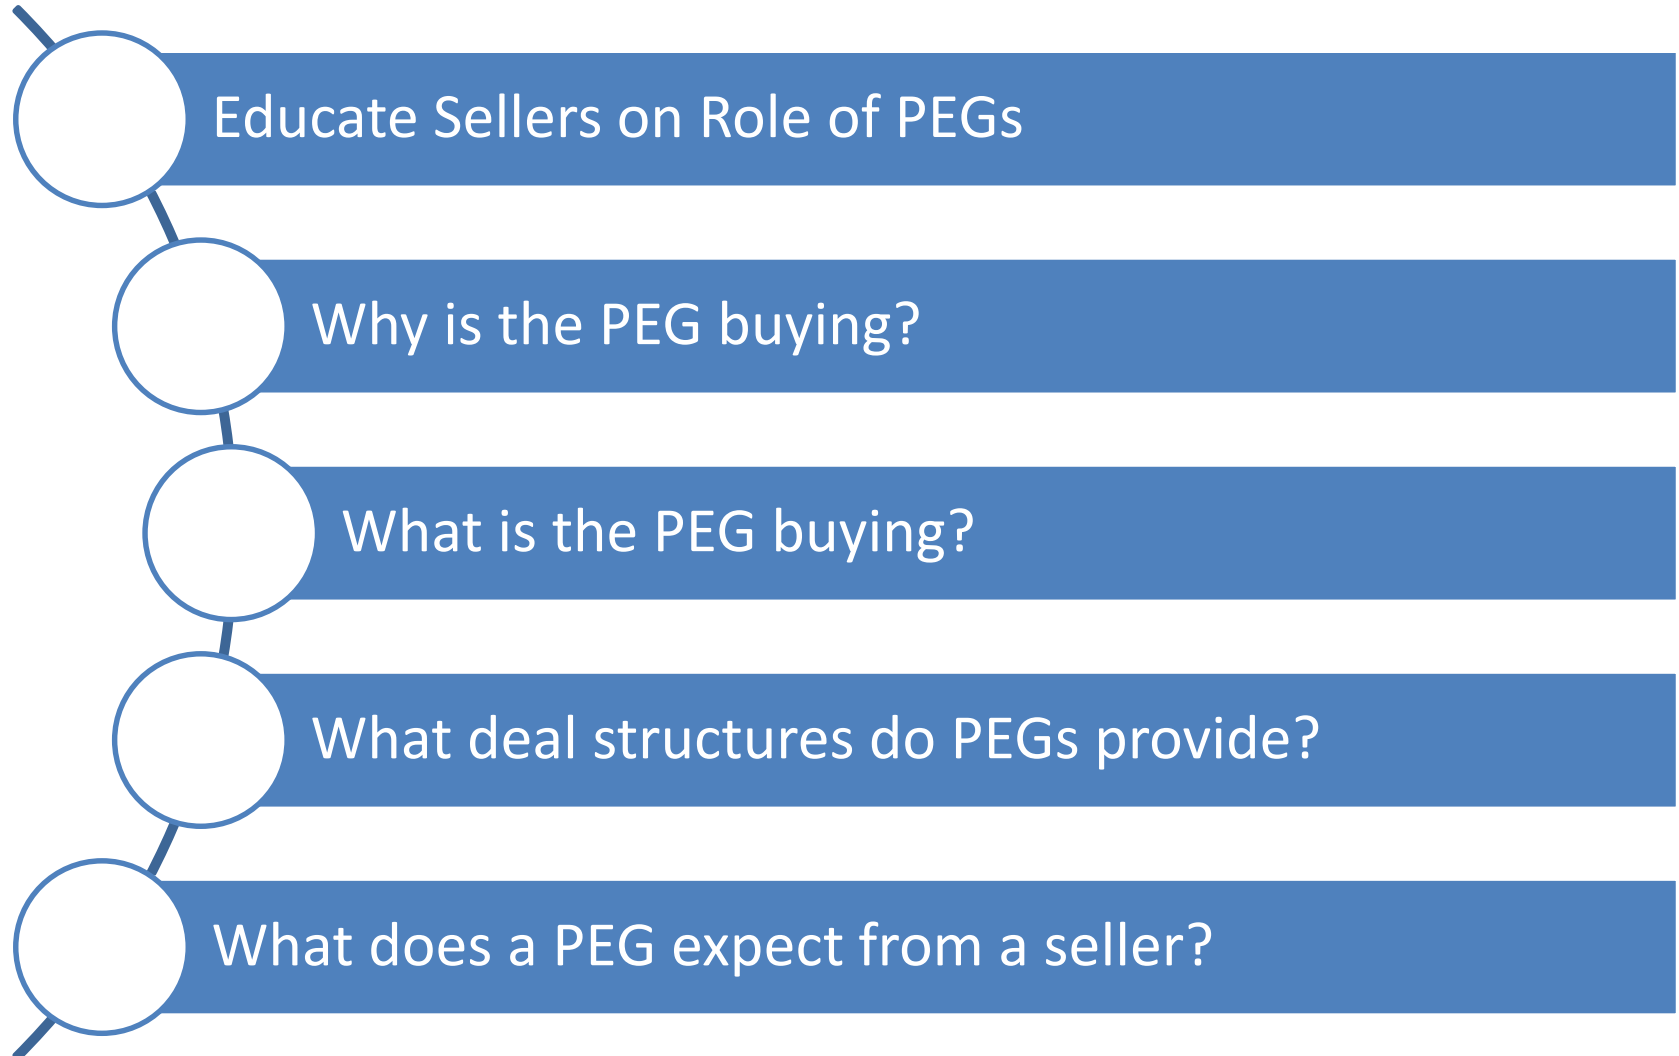 Educate Sellers on Role of PEGs
Why is the PEG buying?
What is the PEG buying?
What deal structures do PEGs provide?
What does a PEG expect from a seller?